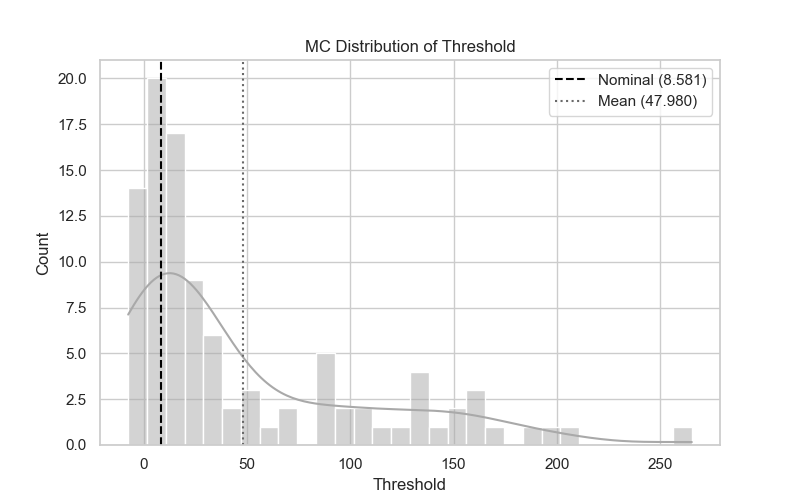 MC Distribution of Threshold
Nominal (8.581)
Mean (47.980)
Count
20.0
17.5
15.0
12.5
10.0
7.5
5.0
2.5
0.0
0 50 100 150 200 250
Threshold